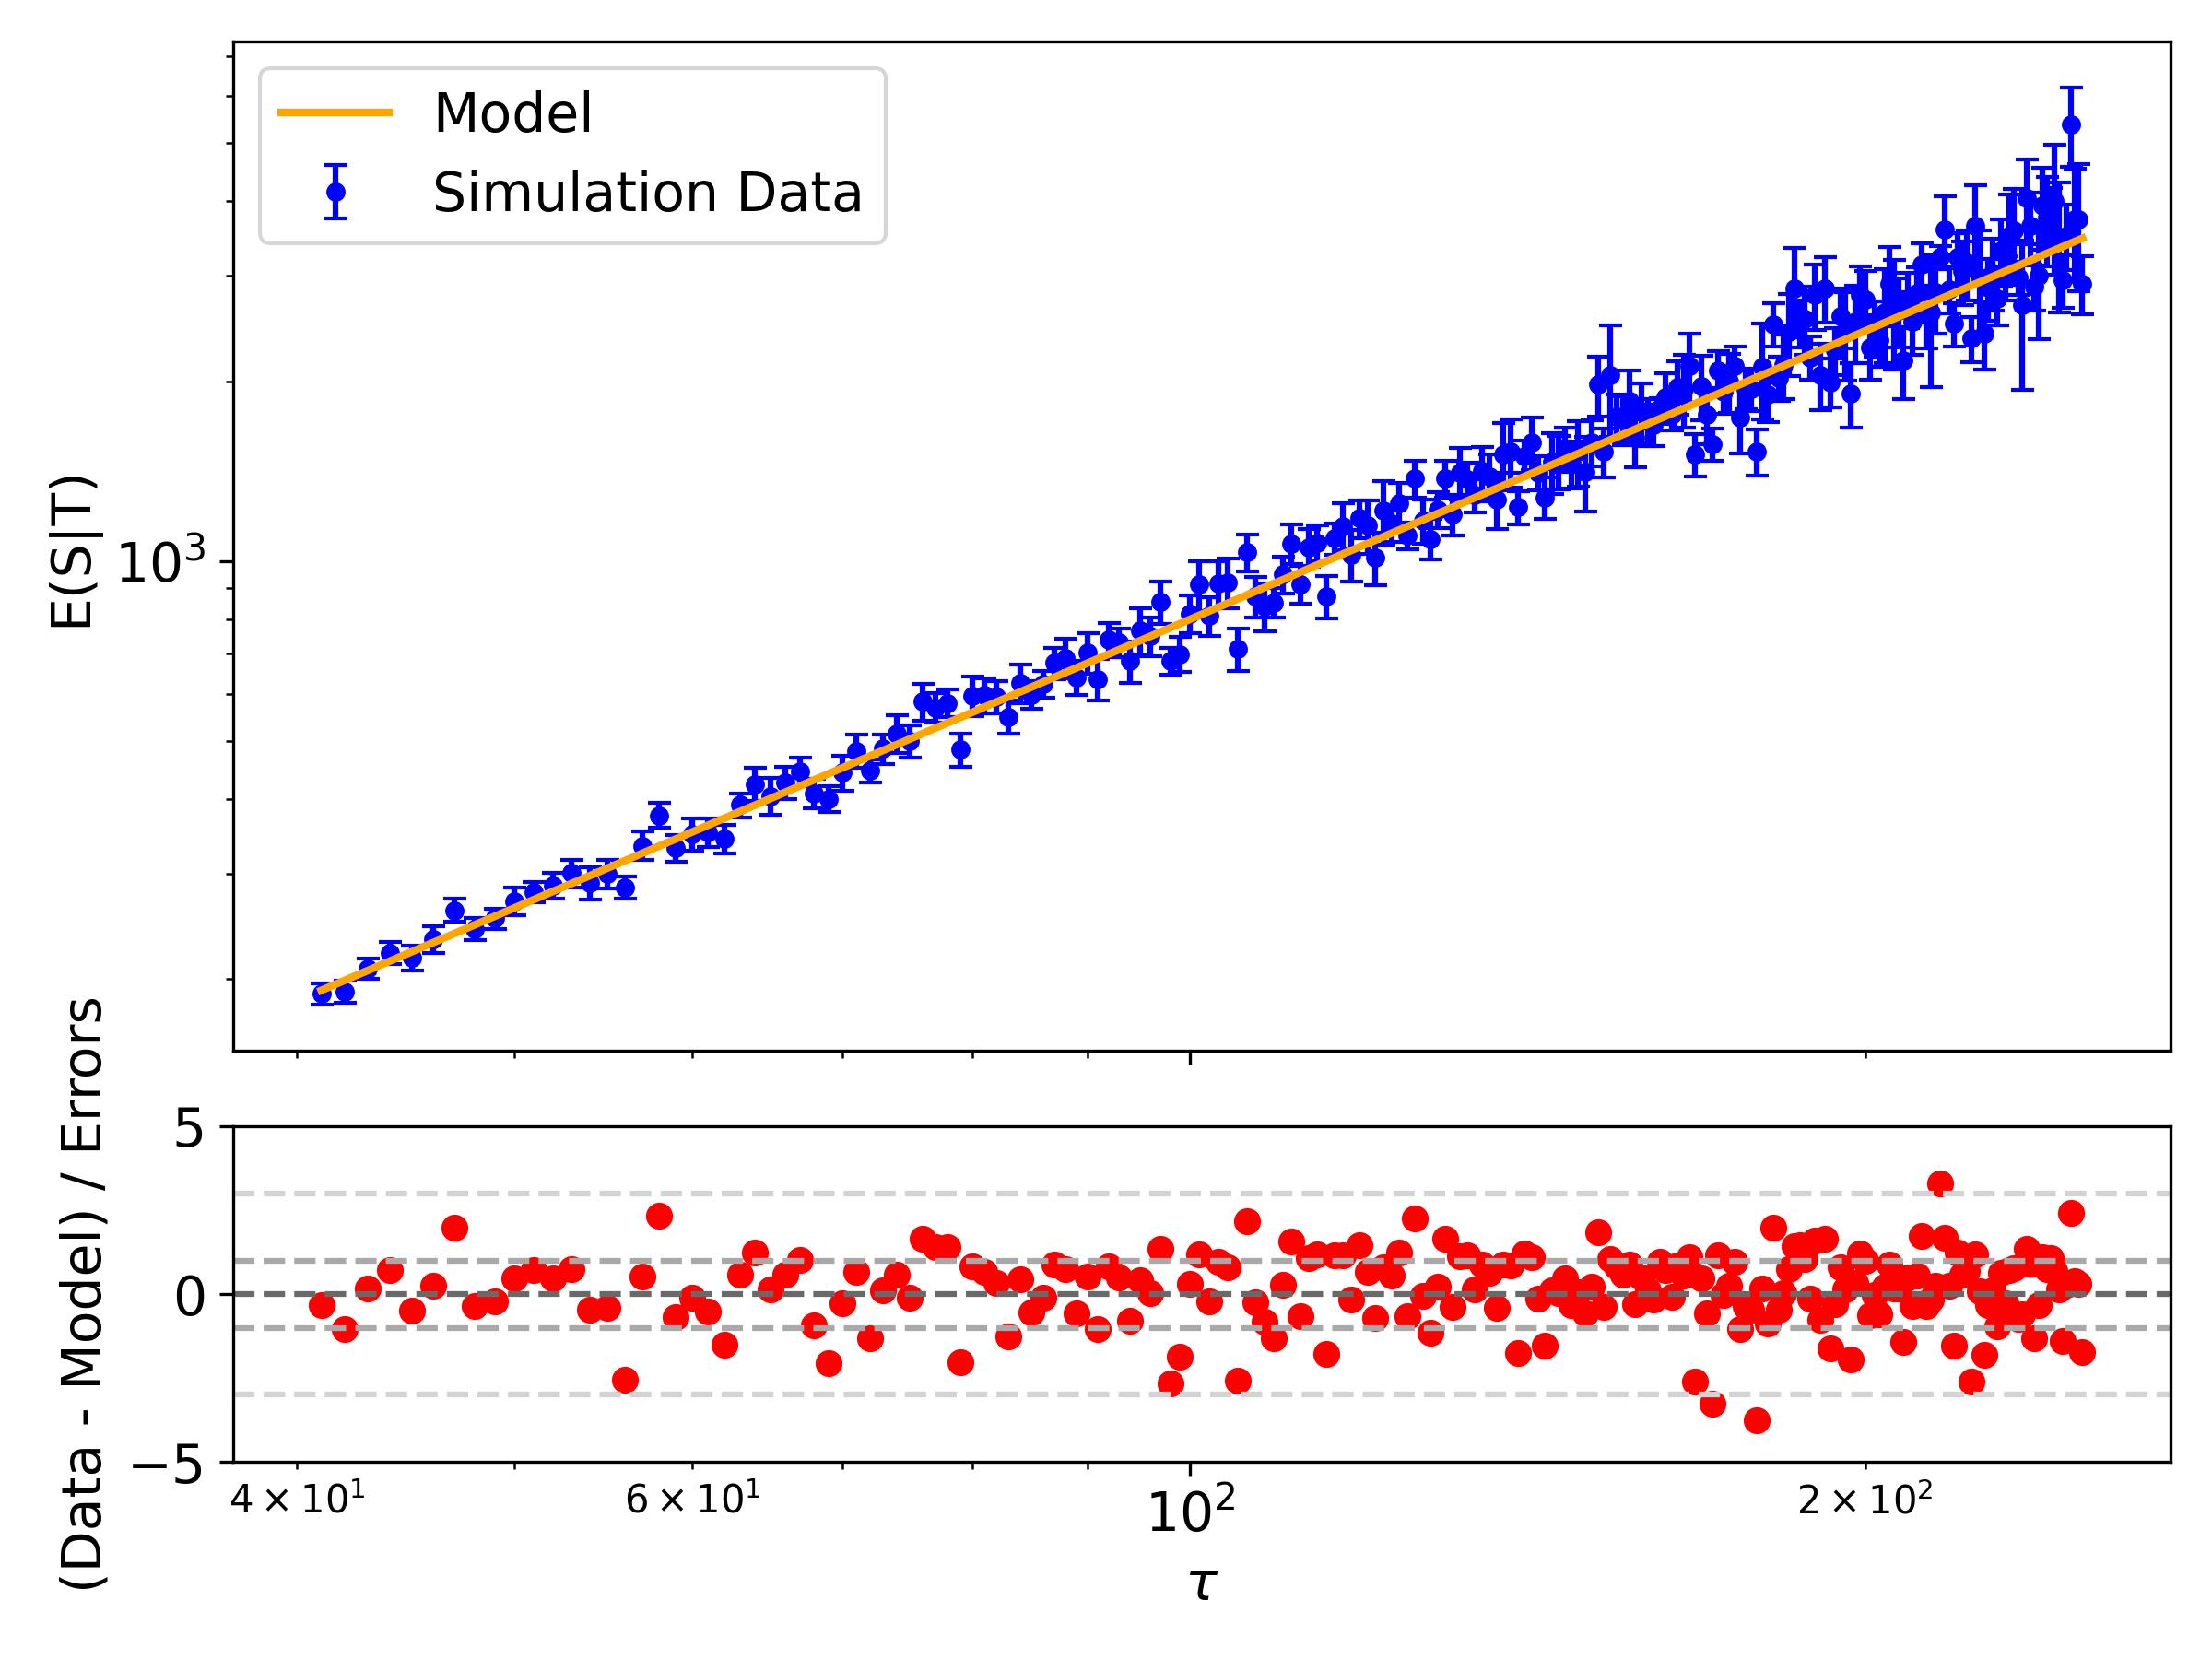 Model
Simulation Data
E(S|T)
10³
(Data - Model) / Errors
5
0
−5
4 × 10¹
6 × 10¹
10²
2 × 10²
τ